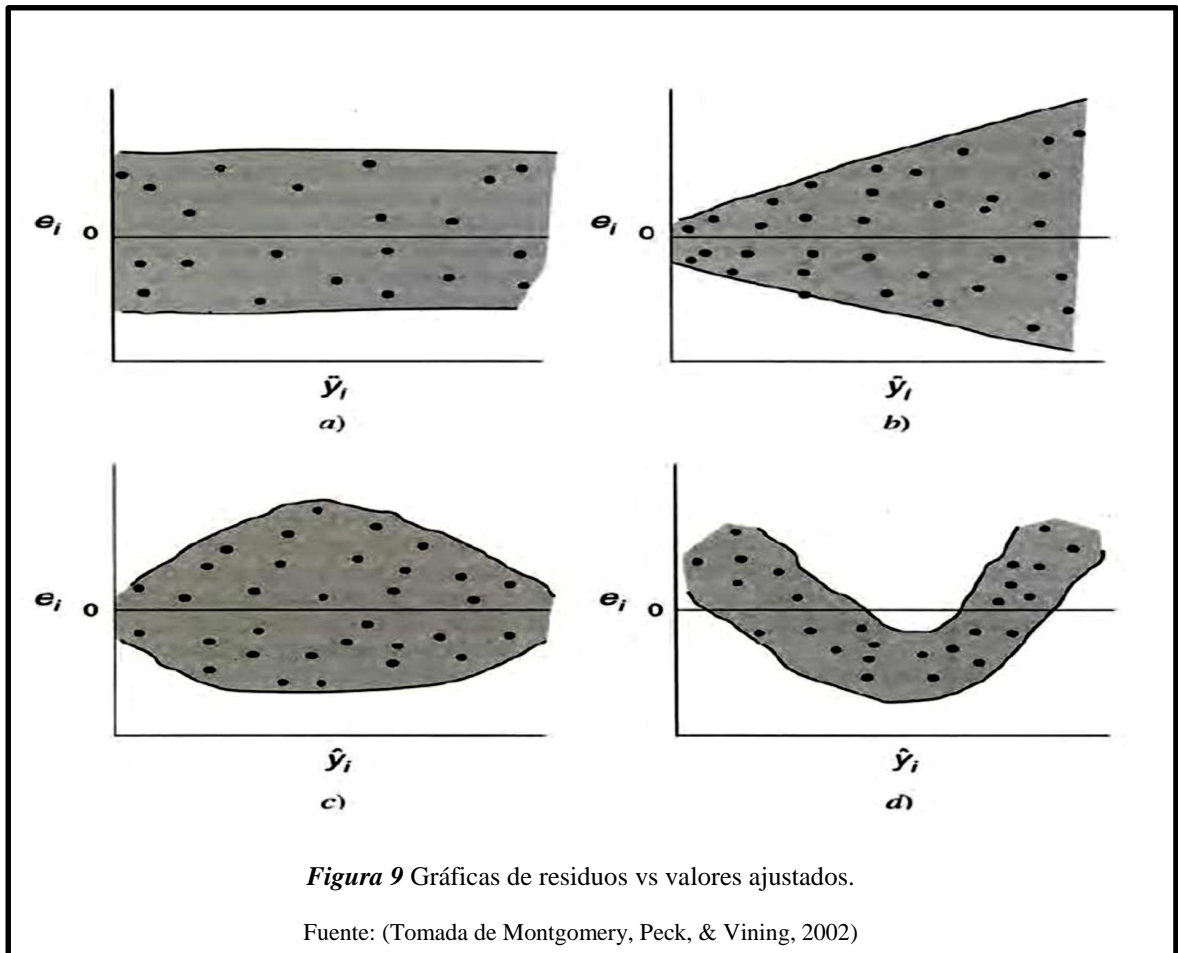 eᵢ 0
ŷᵢ
a)
eᵢ 0
ŷᵢ
b)
eᵢ 0
ŷᵢ
c)
eᵢ 0
ŷᵢ
d)
Figura 9 Gráficas de residuos vs valores ajustados.
Fuente: (Tomada de Montgomery, Peck, & Vining, 2002)